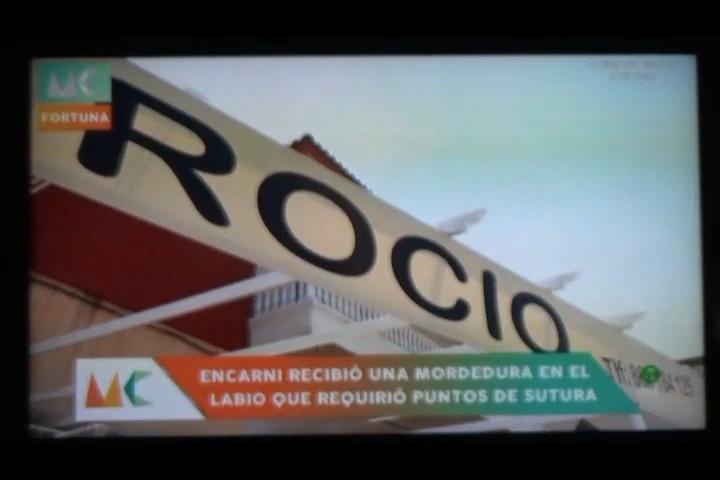 MC
FORTUNA
ROCIO
MC
ENCARNI RECIBIÓ UNA MORDEDURA EN EL
LABIO QUE REQUIRIÓ PUNTOS DE SUTURA